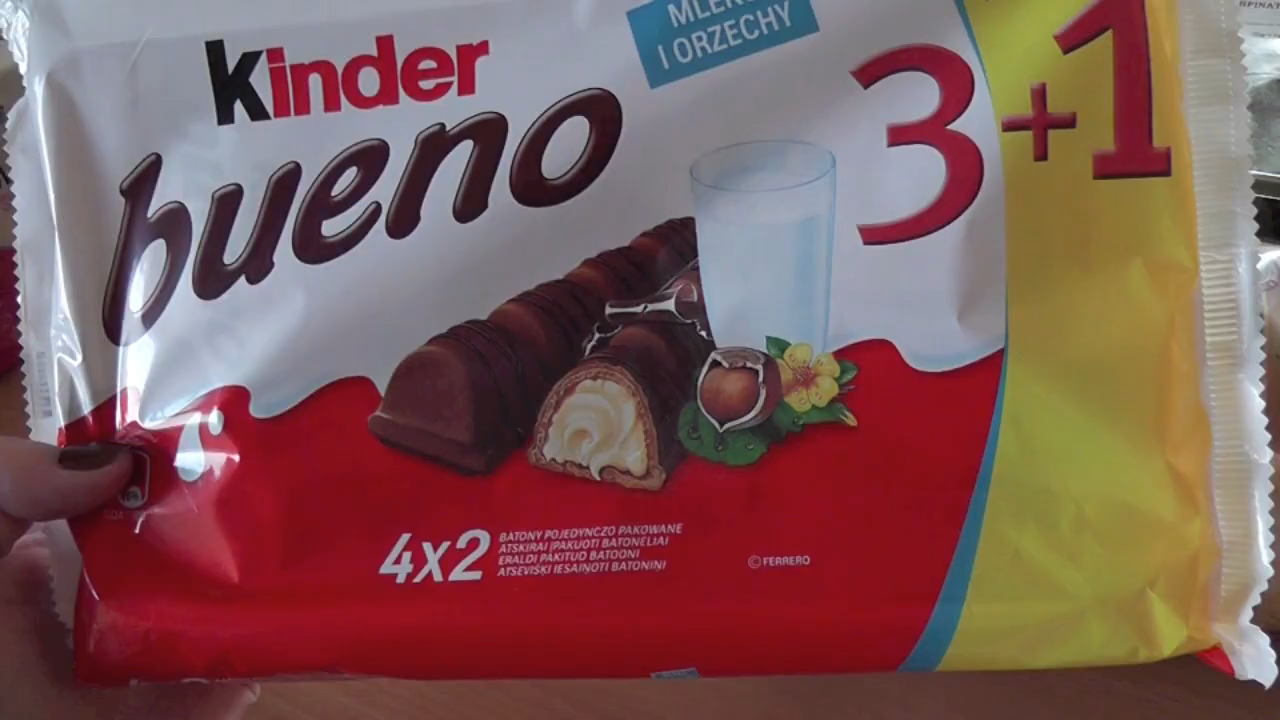 kinder
bueno
I ORZECHY
3+1
4x2
BATONY POJEDYNCZO PAKOWANE
ATSKIRAI ĮPAKUOTI BATONĖLIAI
ERALDI PAKITUD BATOONI
ATSEVIŠĶI IESAIŅOTI BATONIŅI
© FERRERO